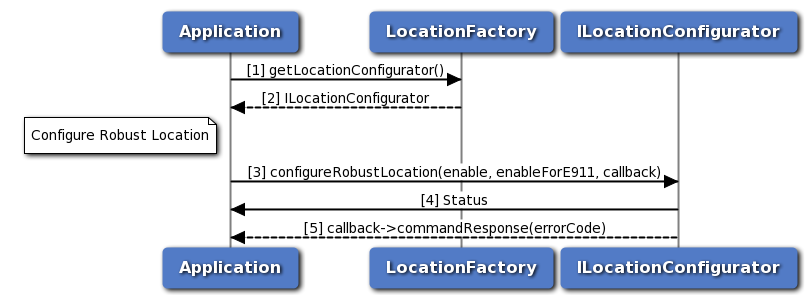 Application
LocationFactory
ILocationConfigurator
[1] getLocationConfigurator()
[2] ILocationConfigurator
Configure Robust Location
[3] configureRobustLocation(enable, enableForE911, callback)
[4] Status
[5] callback->commandResponse(errorCode)
Application
LocationFactory
ILocationConfigurator